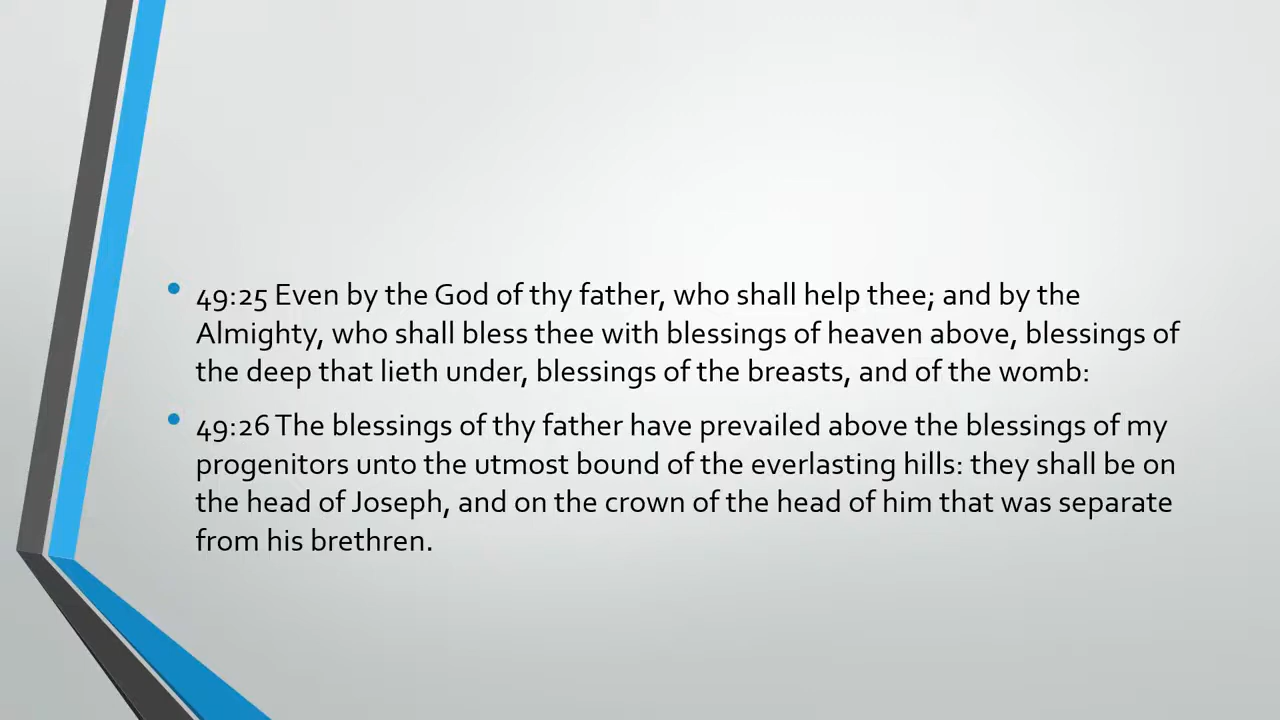 • 49:25 Even by the God of thy father, who shall help thee; and by the
Almighty, who shall bless thee with blessings of heaven above, blessings of
the deep that lieth under, blessings of the breasts, and of the womb:
• 49:26 The blessings of thy father have prevailed above the blessings of my
progenitors unto the utmost bound of the everlasting hills: they shall be on
the head of Joseph, and on the crown of the head of him that was separate
from his brethren.